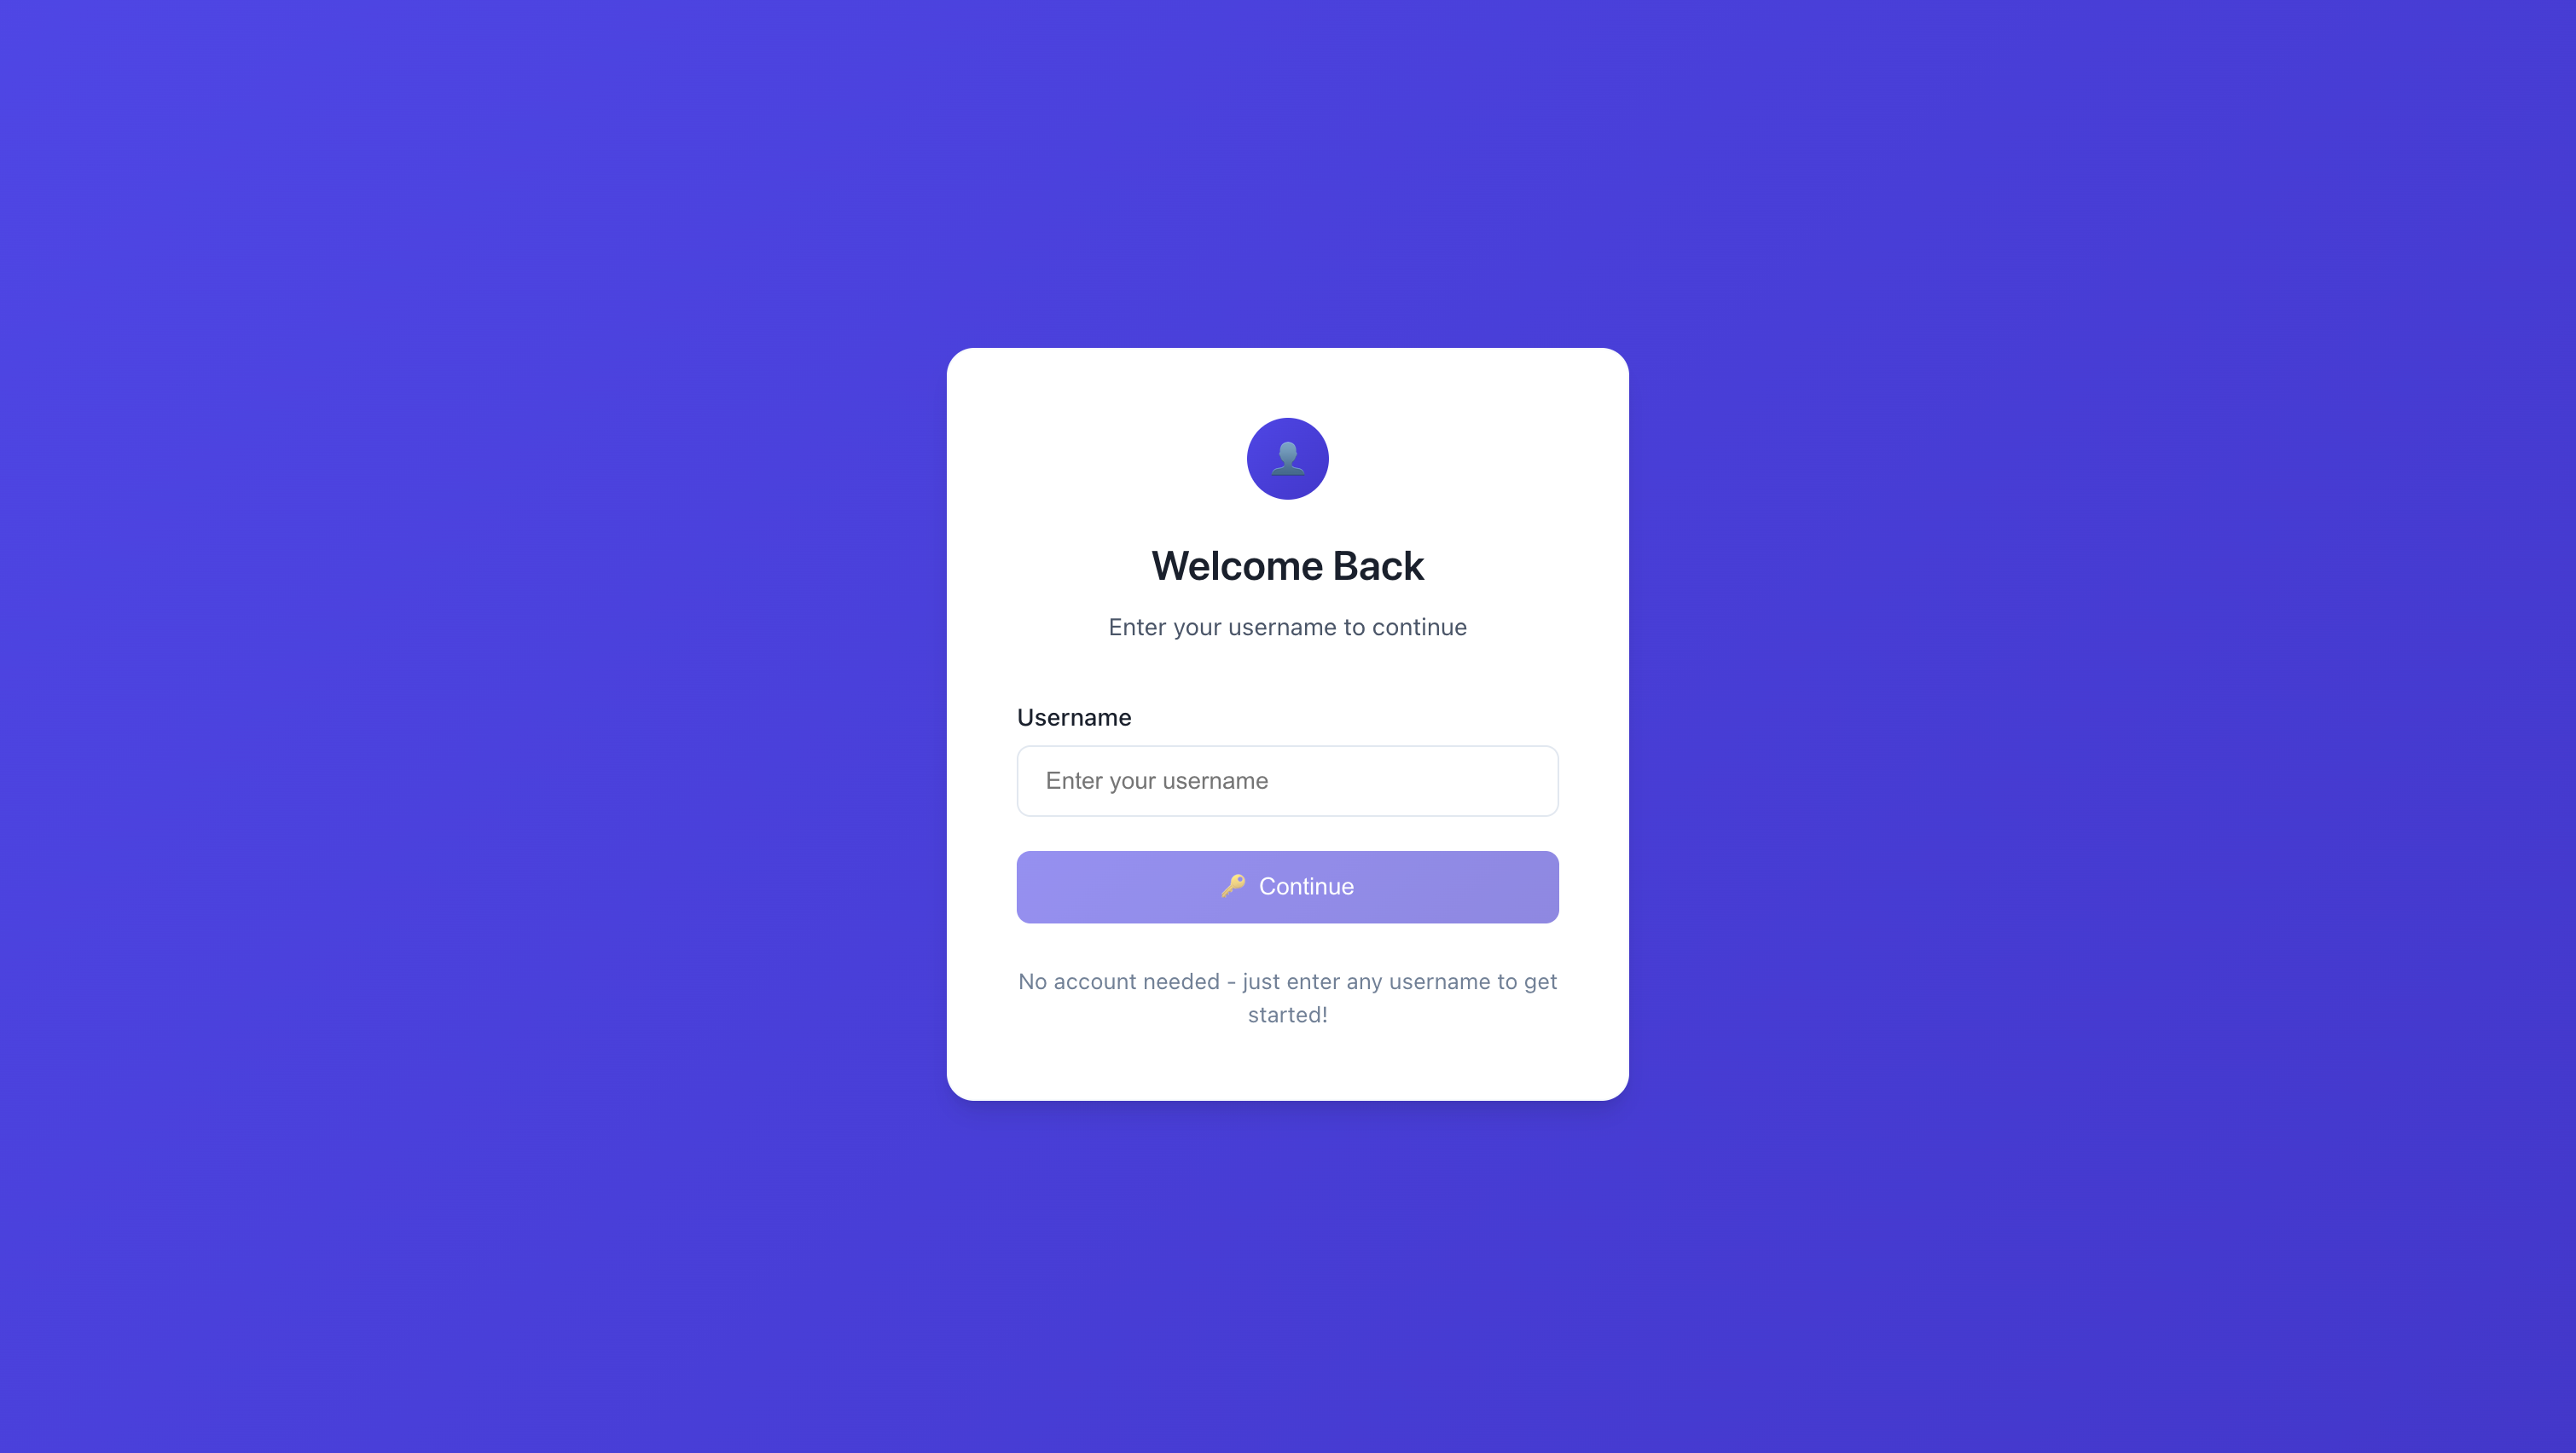 Welcome Back
Enter your username to continue
Username
Enter your username
Continue
No account needed - just enter any username to get
started!